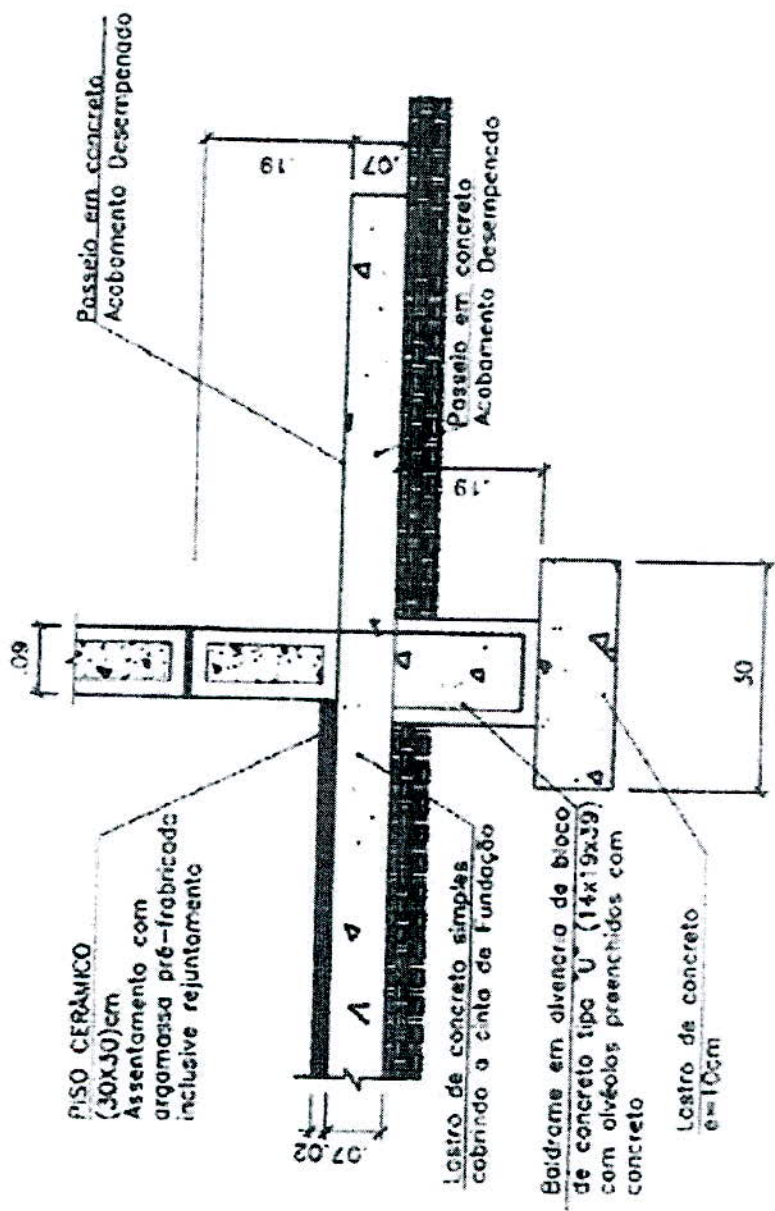 PISO CERÂMICO
(30X30)cm
Assentamento com
argamassa pré-frabricada
inclusive rejuntamento
.09
Passeio em concreto
Acabamento Desempenado
.19
.07
.02
.07
Lastro de concreto simples
cobrindo a cinta de Fundação
Passeio em concreto
Acabamento Desempenado
.19
Baldrame em alvenaria de bloco
de concreto tipo "U" (14x19x39)
com alvéolos preenchidos com
concreto
Lastro de concreto
e=10cm
30